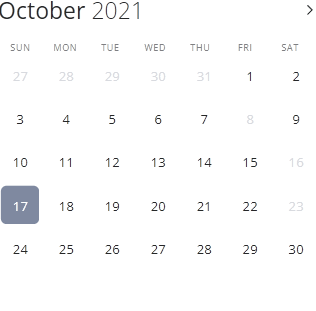 October 2021
SUN MON TUE WED THU FRI SAT
27 28 29 30 31 1 2
3 4 5 6 7 8 9
10 11 12 13 14 15 16
17 18 19 20 21 22 23
24 25 26 27 28 29 30